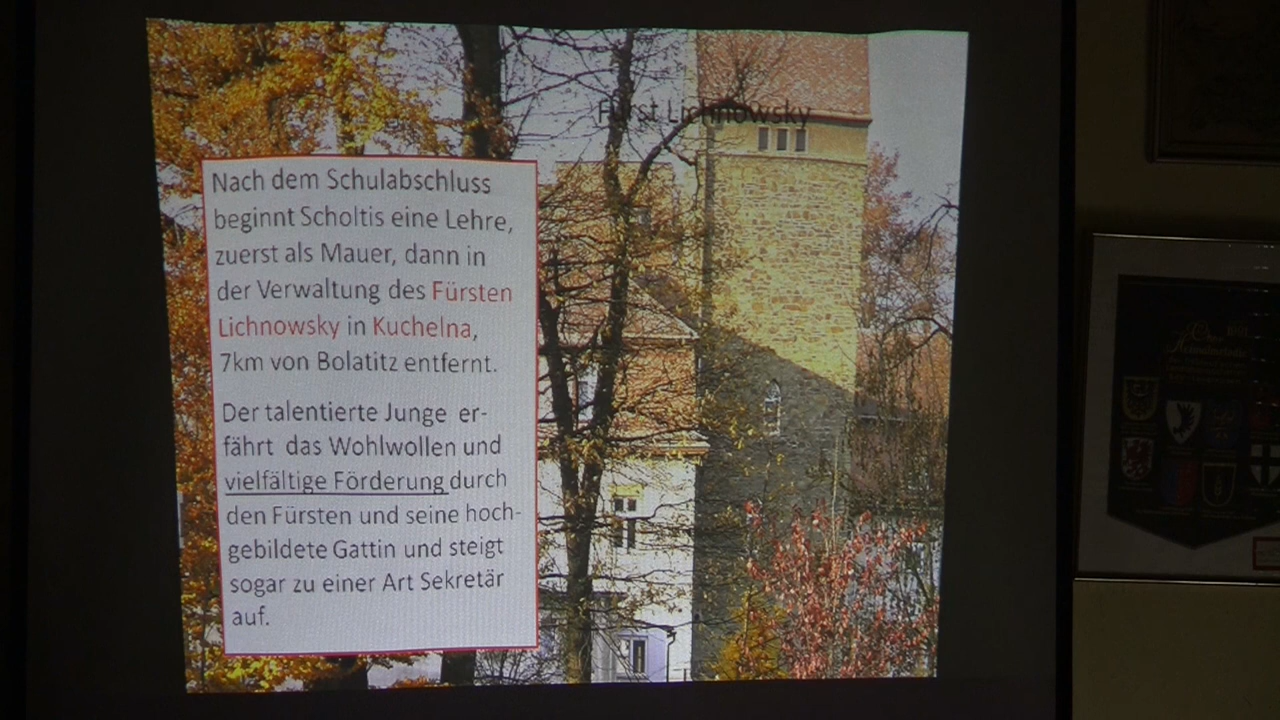 Fürst Lichnowsky
Nach dem Schulabschluss
beginnt Scholtis eine Lehre,
zuerst als Mauer, dann in
der Verwaltung des Fürsten
Lichnowsky in Kuchelna,
7km von Bolatitz entfernt.
Der talentierte Junge er-
fährt das Wohlwollen und
vielfältige Förderung durch
den Fürsten und seine hoch-
gebildete Gattin und steigt
sogar zu einer Art Sekretär
auf.